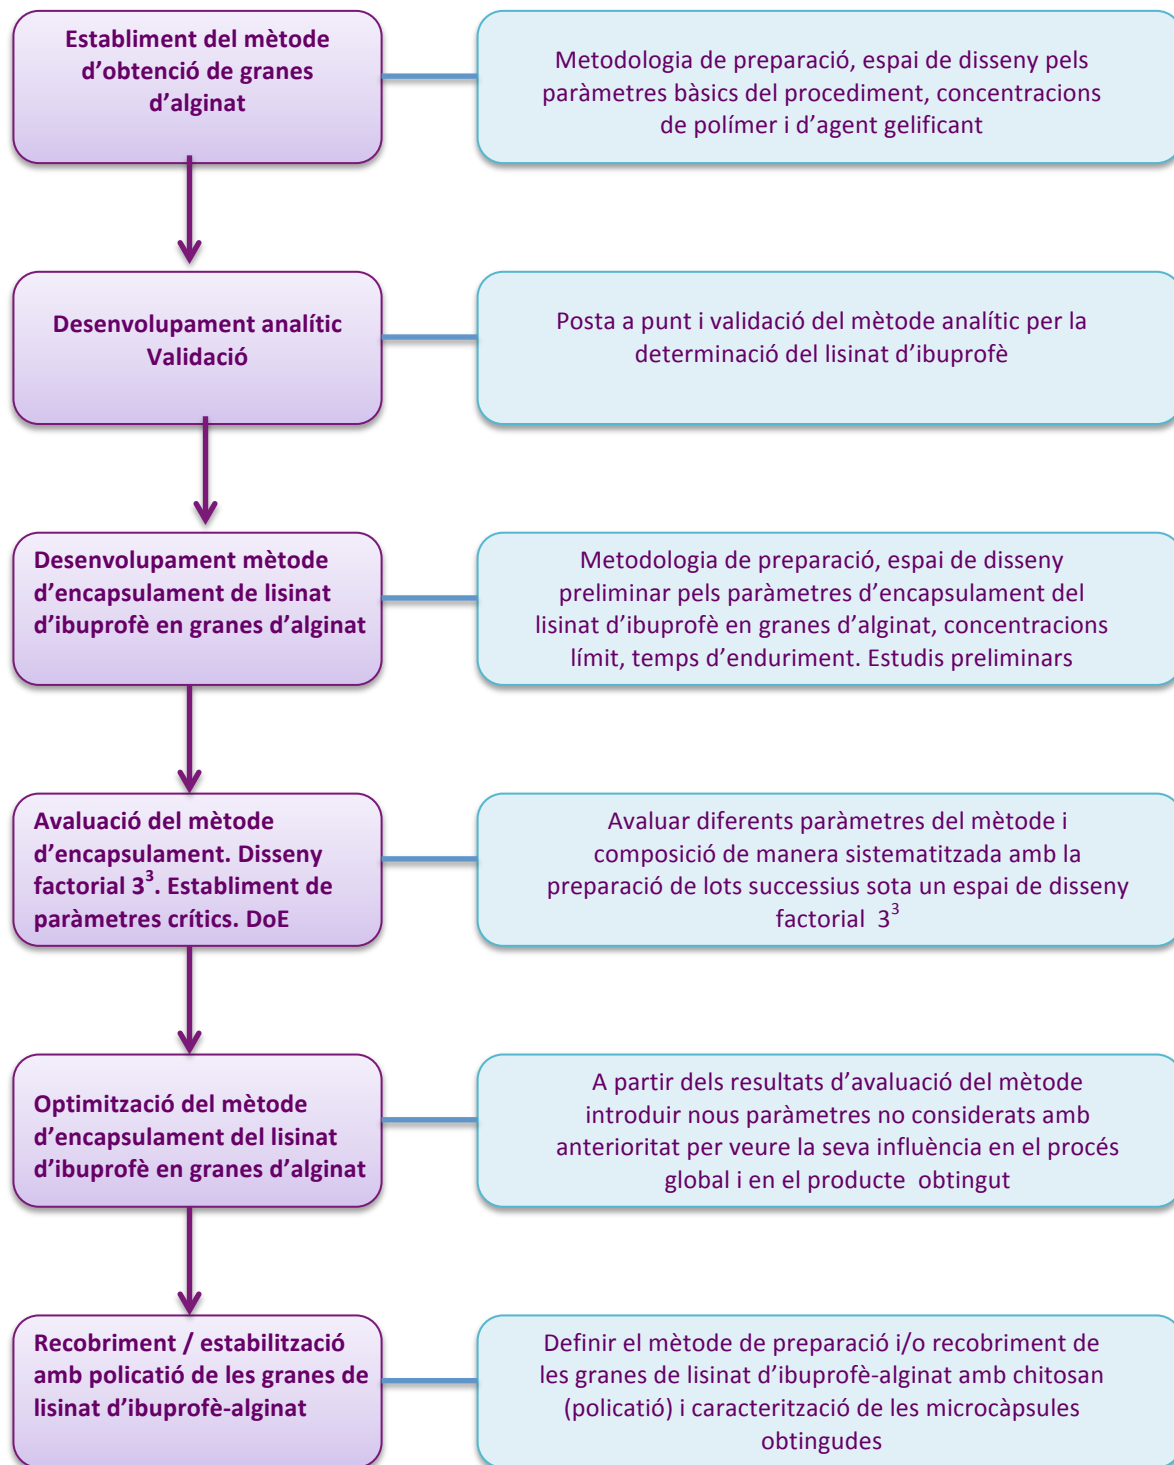 Establiment del mètode
d’obtenció de granes
d’alginat
Metodologia de preparació, espai de disseny pels
paràmetres bàsics del procediment, concentracions
de polímer i d’agent gelificant
Desenvolupament analític
Validació
Posta a punt i validació del mètode analític per la
determinació del lisinat d’ibuprofè
Desenvolupament mètode
d’encapsulament de lisinat
d’ibuprofè en granes d’alginat
Metodologia de preparació, espai de disseny
preliminar pels paràmetres d’encapsulament del
lisinat d’ibuprofè en granes d’alginat, concentracions
límit, temps d’enduriment. Estudis preliminars
Avaluació del mètode
d’encapsulament. Disseny
factorial 3³. Establiment de
paràmetres crítics. DoE
Avaluar diferents paràmetres del mètode i
composició de manera sistematitzada amb la
preparació de lots successius sota un espai de disseny
factorial 3³
Optimització del mètode
d’encapsulament del lisinat
d’ibuprofè en granes d’alginat
A partir dels resultats d’avaluació del mètode
introduir nous paràmetres no considerats amb
anterioritat per veure la seva influència en el procés
global i en el producte obtingut
Recobriment / estabilització
amb policatió de les granes de
lisinat d’ibuprofè-alginat
Definir el mètode de preparació i/o recobriment de
les granes de lisinat d’ibuprofè-alginat amb chitosan
(policatió) i caracterització de les microcàpsules
obtingudes